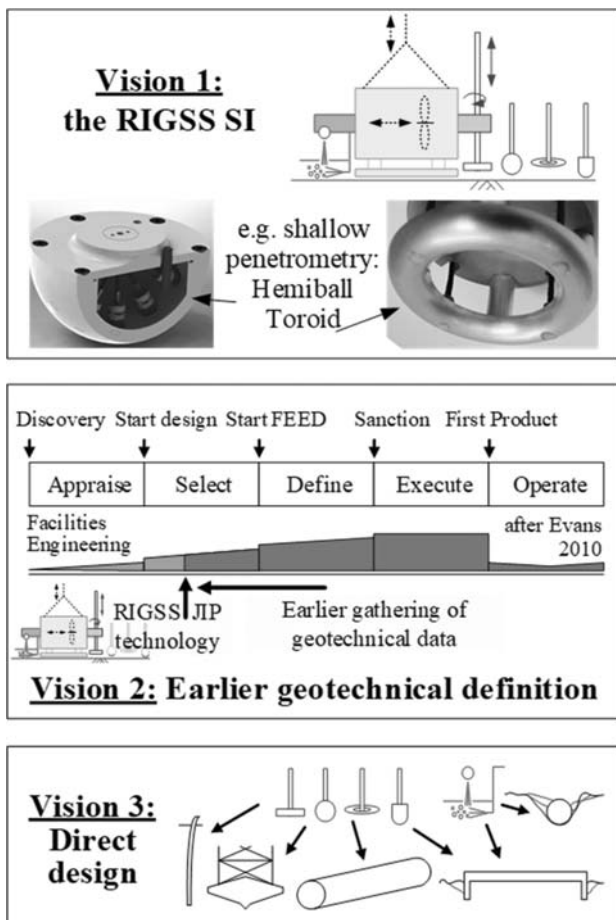 Vision 1:
the RIGSS SI
e.g. shallow
penetrometry:
Hemiball
Toroid
Discovery Start design Start FEED Sanction First Product
Appraise Select Define Execute Operate
Facilities
Engineering
after Evans
2010
RIGSS JIP
technology
Earlier gathering of
geotechnical data
Vision 2: Earlier geotechnical definition
Vision 3:
Direct
design